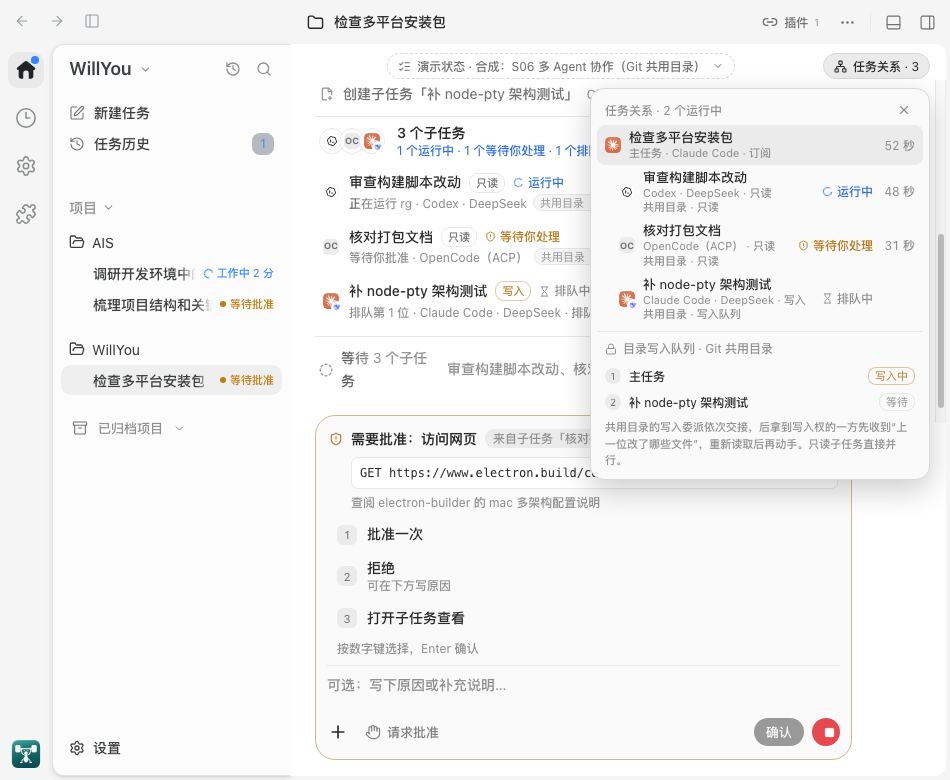 检查多平台安装包
插件 1
WillYou
新建任务
任务历史
1
项目
AIS
调研开发环境中
工作中 2 分
梳理项目结构和关
等待批准
WillYou
检查多平台安装包
等待批准
已归档项目
设置
演示状态 · 合成：S06 多 Agent 协作（Git 共用目录）
任务关系 · 3
创建子任务「补 node-pty 架构测试」
OC
3 个子任务
1 个运行中 · 1 个等待你处理 · 1 个排
审查构建脚本改动
只读
运行中
正在运行 rg · Codex · DeepSeek
共用目录
OC
核对打包文档
只读
等待你处理
等待你批准 · OpenCode（ACP）
共用目录
补 node-pty 架构测试
写入
排队中
排队第 1 位 · Claude Code · DeepSeek · 排
等待 3 个子任
务
审查构建脚本改动、核
需要批准：访问网页
来自子任务「核对
GET https://www.electron.build/c
查阅 electron-builder 的 mac 多架构配置说明
1
批准一次
2
拒绝
可在下方写原因
3
打开子任务查看
按数字键选择，Enter 确认
可选：写下原因或补充说明...
请求批准
确认
任务关系 · 2 个运行中
检查多平台安装包
主任务 · Claude Code · 订阅
52 秒
审查构建脚本改动
Codex · DeepSeek · 只读
共用目录 · 只读
运行中
48 秒
OC
核对打包文档
OpenCode（ACP） · 只读
共用目录 · 只读
等待你处理
31 秒
补 node-pty 架构测试
Claude Code · DeepSeek · 写入
共用目录 · 写入队列
排队中
目录写入队列 · Git 共用目录
1
主任务
写入中
2
补 node-pty 架构测试
等待
共用目录的写入委派依次交接，后拿到写入权的一方先收到“上
一位改了哪些文件”，重新读取后再动手。只读子任务直接并
行。